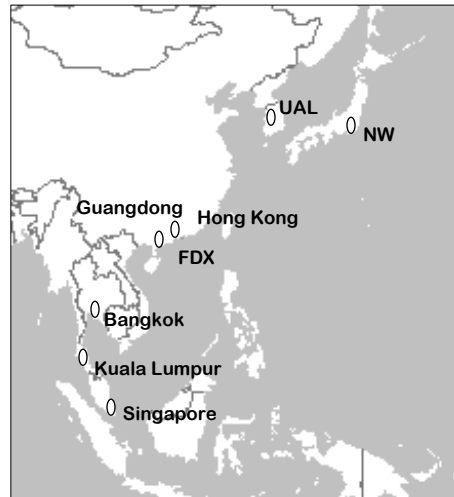 UAL
NW
Guangdong
Hong Kong
FDX
Bangkok
Kuala Lumpur
Singapore